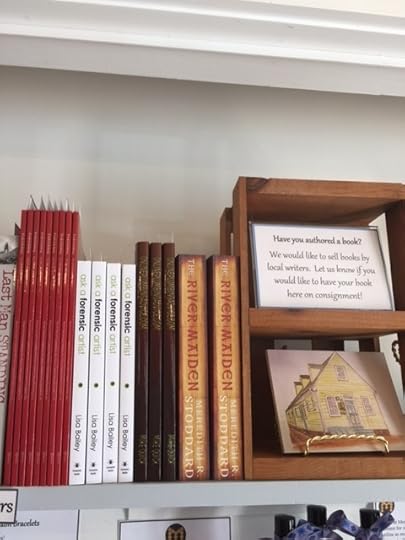 Last Man Standing
ask a forensic artist
Lisa Bailey
ask a forensic artist
Lisa Bailey
ask a forensic artist
Lisa Bailey
ask a forensic artist
Lisa Bailey
THE RIVER MAIDEN
MEREDITH R. STODDARD
THE RIVER MAIDEN
MEREDITH R. STODDARD
Have you authored a book?
We would like to sell books by
local writers. Let us know if you
would like to have your book
here on consignment!
Bracelets